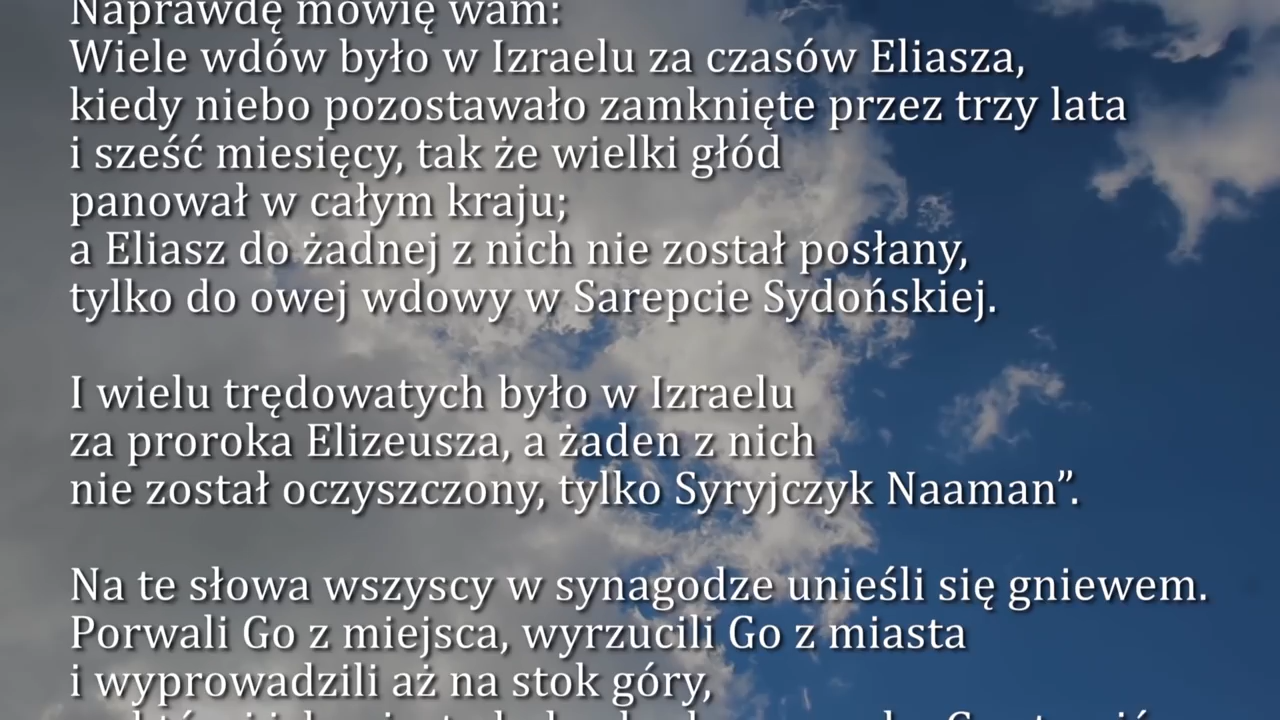 Naprawdę mówię wam:
Wiele wdów było w Izraelu za czasów Eliasza,
kiedy niebo pozostawało zamknięte przez trzy lata
i sześć miesięcy, tak że wielki głód
panował w całym kraju;
a Eliasz do żadnej z nich nie został posłany,
tylko do owej wdowy w Sarepcie Sydońskiej.
I wielu trędowatych było w Izraelu
za proroka Elizeusza, a żaden z nich
nie został oczyszczony, tylko Syryjczyk Naaman”.
Na te słowa wszyscy w synagodze unieśli się gniewem.
Porwali Go z miejsca, wyrzucili Go z miasta
i wyprowadzili aż na stok góry,